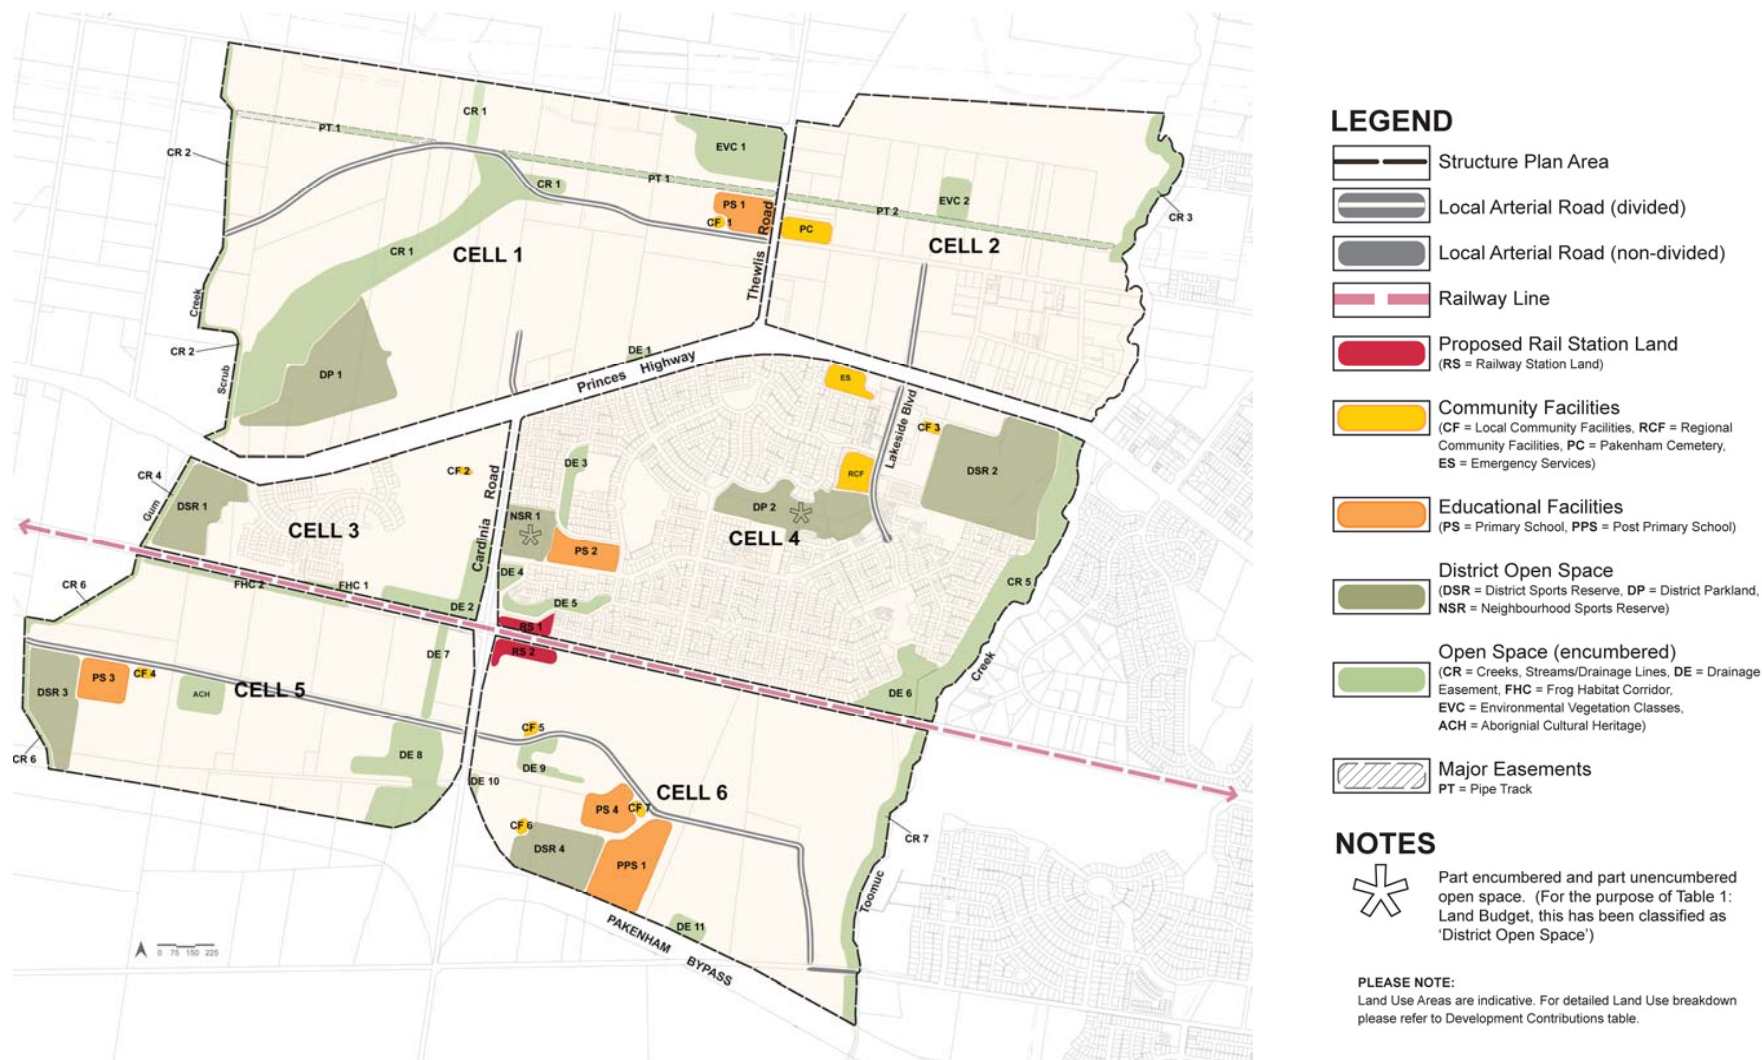 CR 1
PT 1
CR 2
EVC 1
PT 1
CR 1
PS 1
CF 1
Thewlis Road
PC
EVC 2
PT 2
CR 3
CELL 1
CELL 2
CR 1
Creek
CR 2
Scrub
DP 1
DE 1
Princes Highway
ES
Lakeside Blvd
CF 3
CR 4
Gum
DSR 1
CF 2
Cardinia Road
DE 3
RCF
DSR 2
NSR 1
DP 2
CELL 3
CELL 4
PS 2
CR 6
FHC 2
FHC 1
DE 2
DE 4
DE 5
CR 5
RS 1
RS 2
DE 7
Creek
DE 6
DSR 3
PS 3
CF 4
ACH
CELL 5
CR 6
DE 8
CF 5
DE 9
DE 10
CELL 6
PS 4
CF 7
CF 6
DSR 4
PPS 1
CR 7
Toomuc
DE 11
PAKENHAM BYPASS
0 75 150 225
LEGEND
Structure Plan Area
Local Arterial Road (divided)
Local Arterial Road (non-divided)
Railway Line
Proposed Rail Station Land
(RS = Railway Station Land)
Community Facilities
(CF = Local Community Facilities, RCF = Regional
Community Facilities, PC = Pakenham Cemetery,
ES = Emergency Services)
Educational Facilities
(PS = Primary School, PPS = Post Primary School)
District Open Space
(DSR = District Sports Reserve, DP = District Parkland,
NSR = Neighbourhood Sports Reserve)
Open Space (encumbered)
(CR = Creeks, Streams/Drainage Lines, DE = Drainage
Easement, FHC = Frog Habitat Corridor,
EVC = Environmental Vegetation Classes,
ACH = Aborignial Cultural Heritage)
Major Easements
PT = Pipe Track
NOTES
Part encumbered and part unencumbered
open space. (For the purpose of Table 1:
Land Budget, this has been classified as
'District Open Space')
PLEASE NOTE:
Land Use Areas are indicative. For detailed Land Use breakdown
please refer to Development Contributions table.